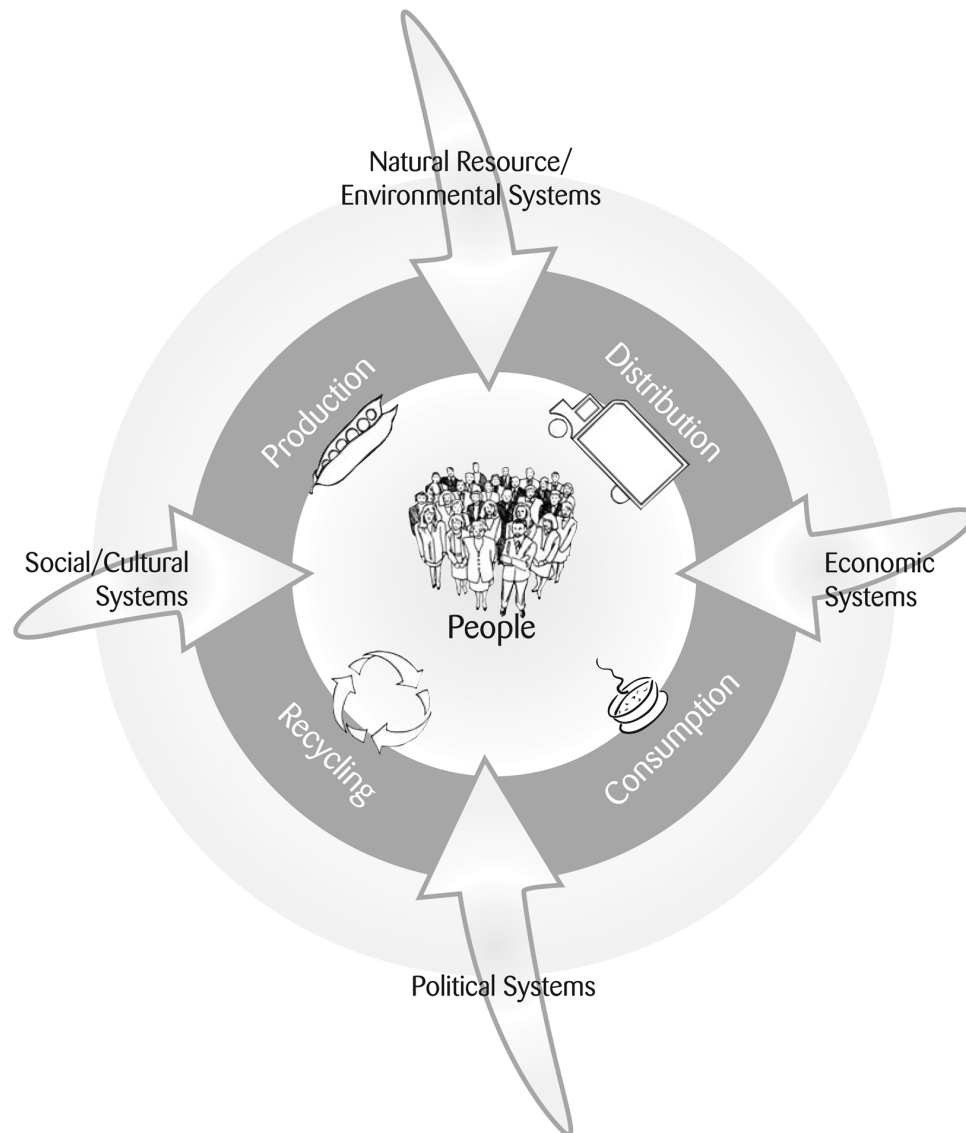 Natural Resource/
Environmental Systems
Production
Distribution
Social/Cultural
Systems
Economic
Systems
People
Recycling
Consumption
Political Systems